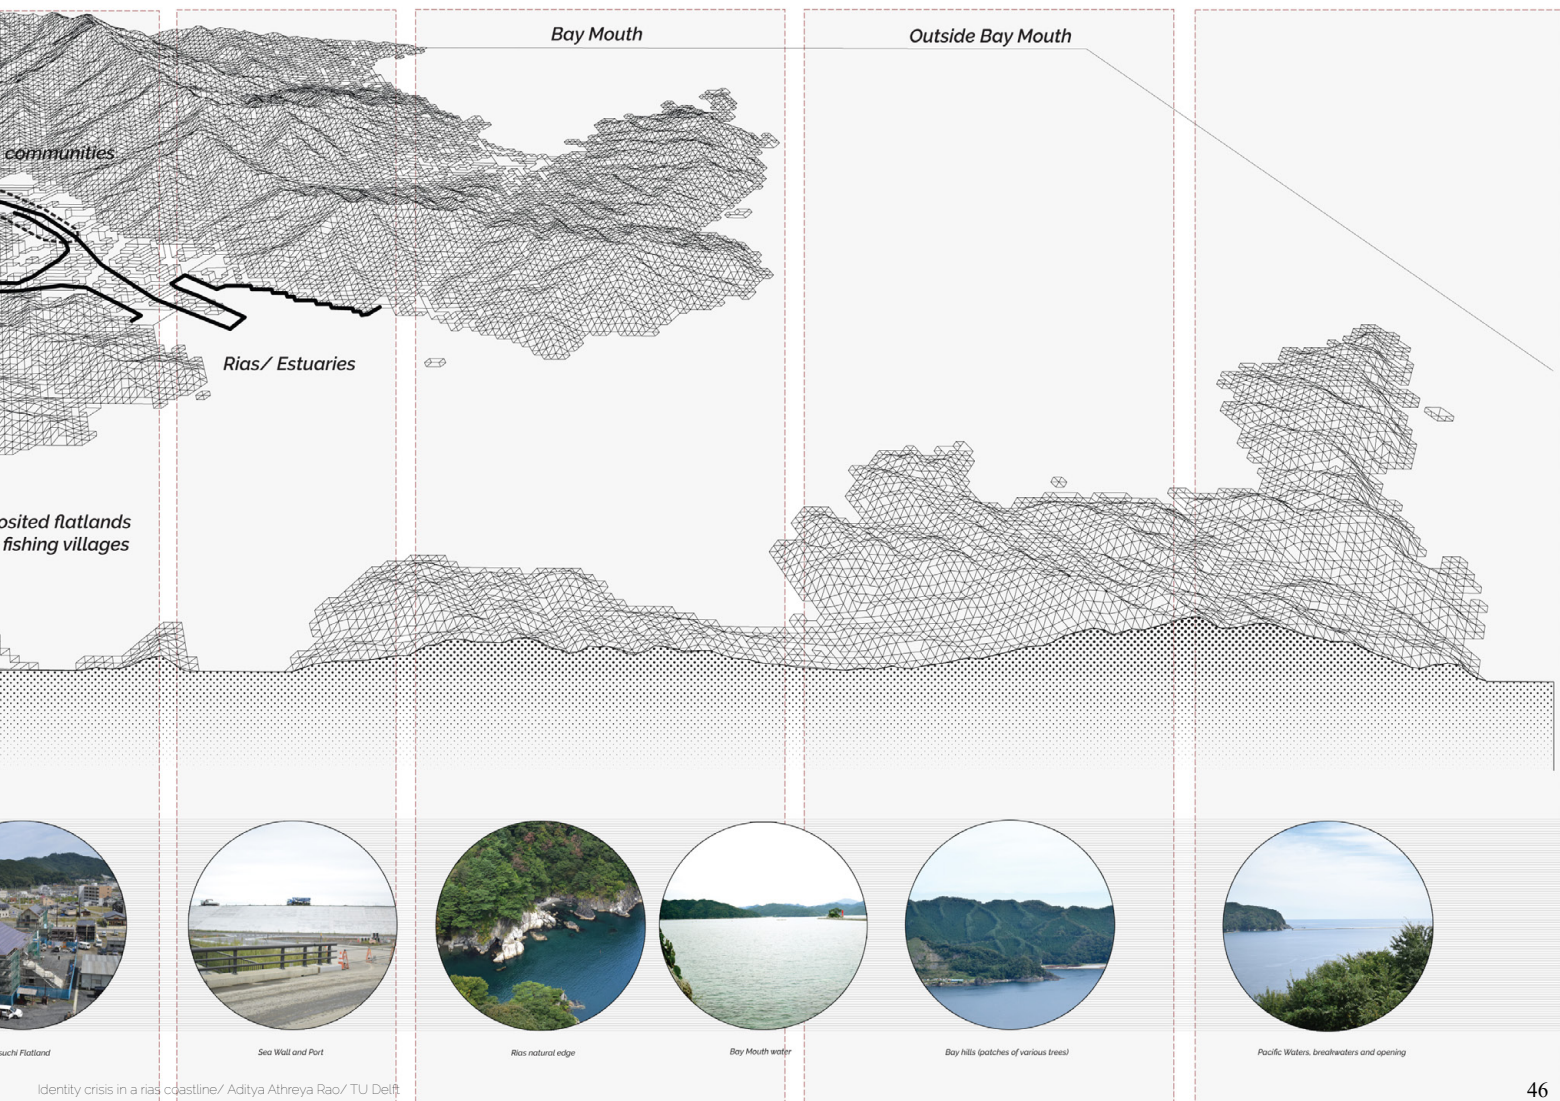 Bay Mouth
Outside Bay Mouth
communities
Rias/ Estuaries
flatlands
fishing villages
Flatland
Sea Wall and Port
Rias natural edge
Bay Mouth water
Bay hills (patches of various trees)
Pacific Waters, breakwaters and opening
Identity crisis in a rias coastline/ Aditya Athreya Rao/ TU Delft
46